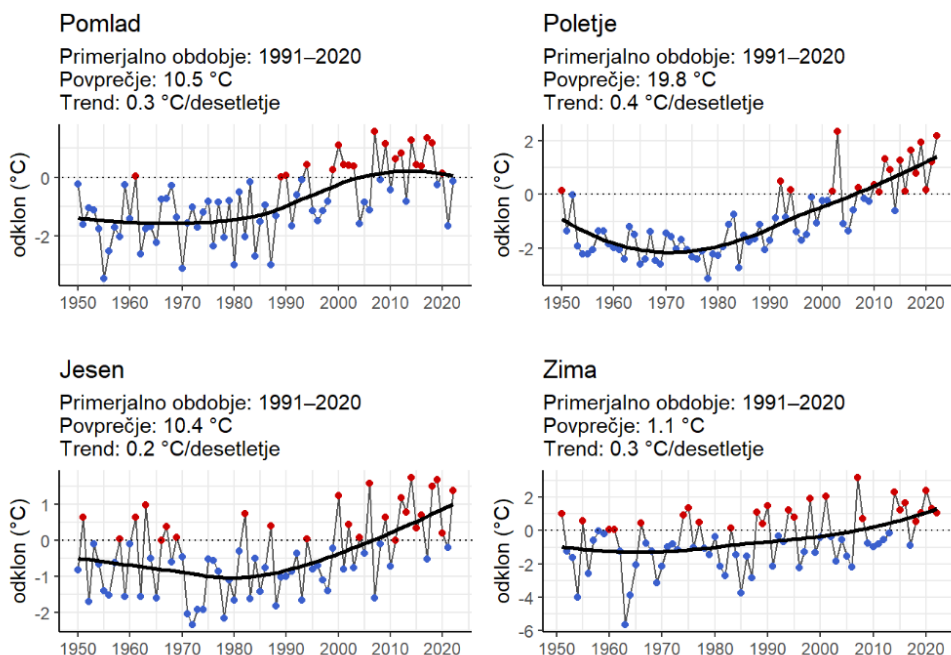 Pomlad
Primerjalno obdobje: 1991–2020
Povprečje: 10.5 °C
Trend: 0.3 °C/desetletje
odklon (°C)
0
-2
1950 1960 1970 1980 1990 2000 2010 2020
Poletje
Primerjalno obdobje: 1991–2020
Povprečje: 19.8 °C
Trend: 0.4 °C/desetletje
odklon (°C)
2
0
-2
1950 1960 1970 1980 1990 2000 2010 2020
Jesen
Primerjalno obdobje: 1991–2020
Povprečje: 10.4 °C
Trend: 0.2 °C/desetletje
odklon (°C)
1
0
-1
-2
1950 1960 1970 1980 1990 2000 2010 2020
Zima
Primerjalno obdobje: 1991–2020
Povprečje: 1.1 °C
Trend: 0.3 °C/desetletje
odklon (°C)
2
0
-2
-4
-6
1950 1960 1970 1980 1990 2000 2010 2020